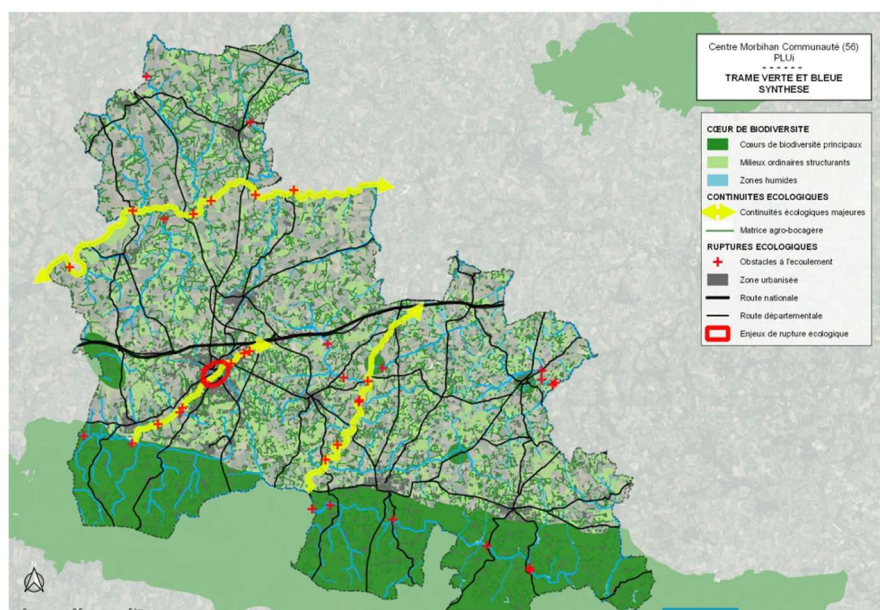 Centre Morbihan Communauté (56)
PLUi
- - - - - -
TRAME VERTE ET BLEUE
SYNTHESE
CŒUR DE BIODIVERSITE
Cœurs de biodiversité principaux
Milieux ordinaires structurants
Zones humides
CONTINUITES ECOLOGIQUES
Continuités écologiques majeures
Matrice agro-bocagère
RUPTURES ECOLOGIQUES
Obstacles à l'ecoulement
Zone urbanisée
Route nationale
Route départementale
Enjeux de rupture écologique